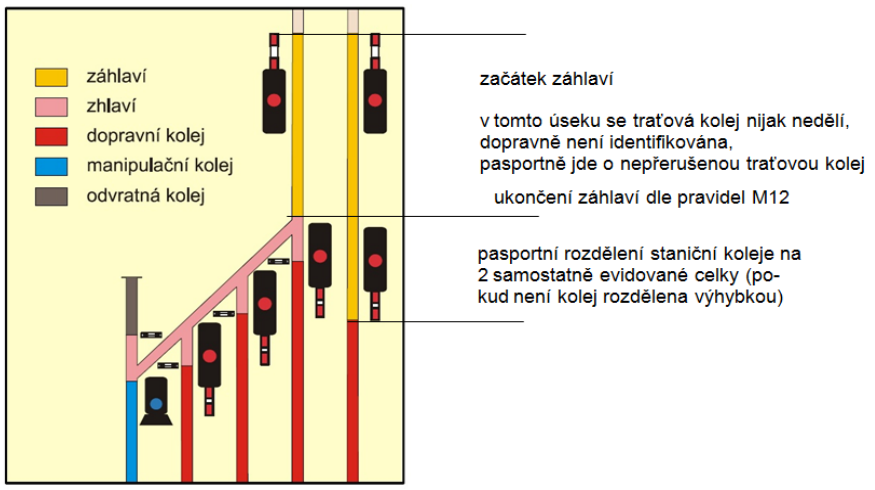 záhlaví
zhlaví
dopravní kolej
manipulační kolej
odvratná kolej
začátek záhlaví
v tomto úseku se traťová kolej nijak nedělí,
dopravně není identifikována,
pasportně jde o nepřerušenou traťovou kolej
ukončení záhlaví dle pravidel M12
pasportní rozdělení staniční koleje na
2 samostatně evidované celky (po-
kud není kolej rozdělena výhybkou)